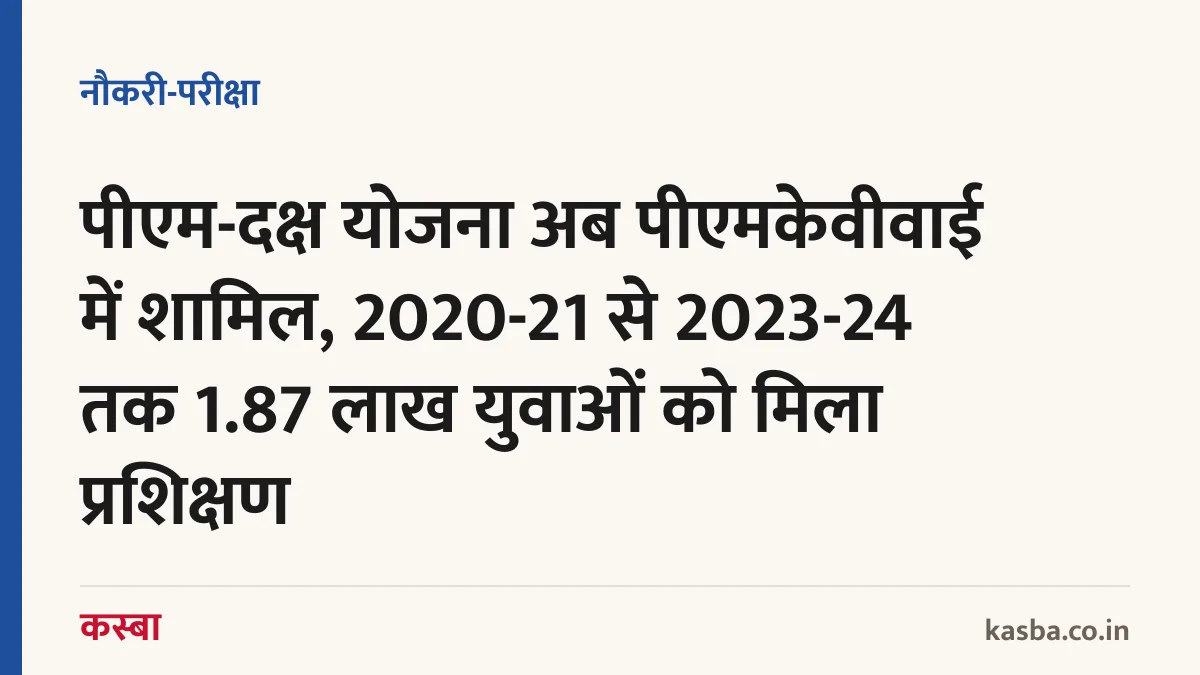 नौकरी-परीक्षा
पीएम-दक्ष योजना अब पीएमकेवीवाई
में शामिल, 2020-21 से 2023-24
तक 1.87 लाख युवाओं को मिला
प्रशिक्षण
कस्बा
kasba.co.in